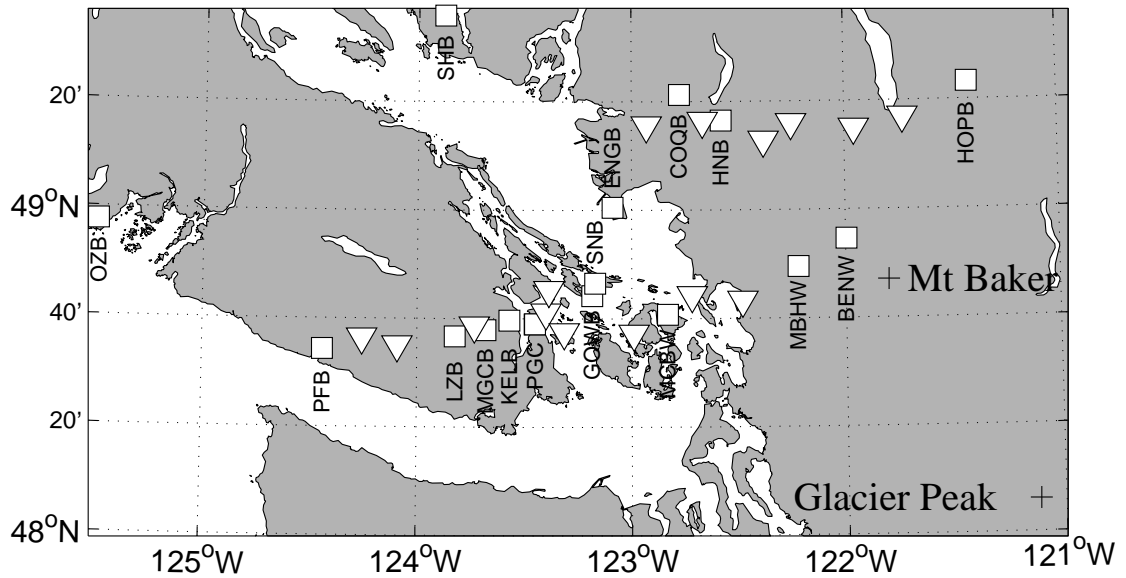 SHB
20'
ENGB
COQB
HNB
HOPB
49°N
OZB
SNB
Mt Baker
MBHW
BENW
40'
PFB
LZB
MGCB
KELB
PGC
GOWB
MGBW
20'
Glacier Peak
48°N
125°W
124°W
123°W
122°W
121°W